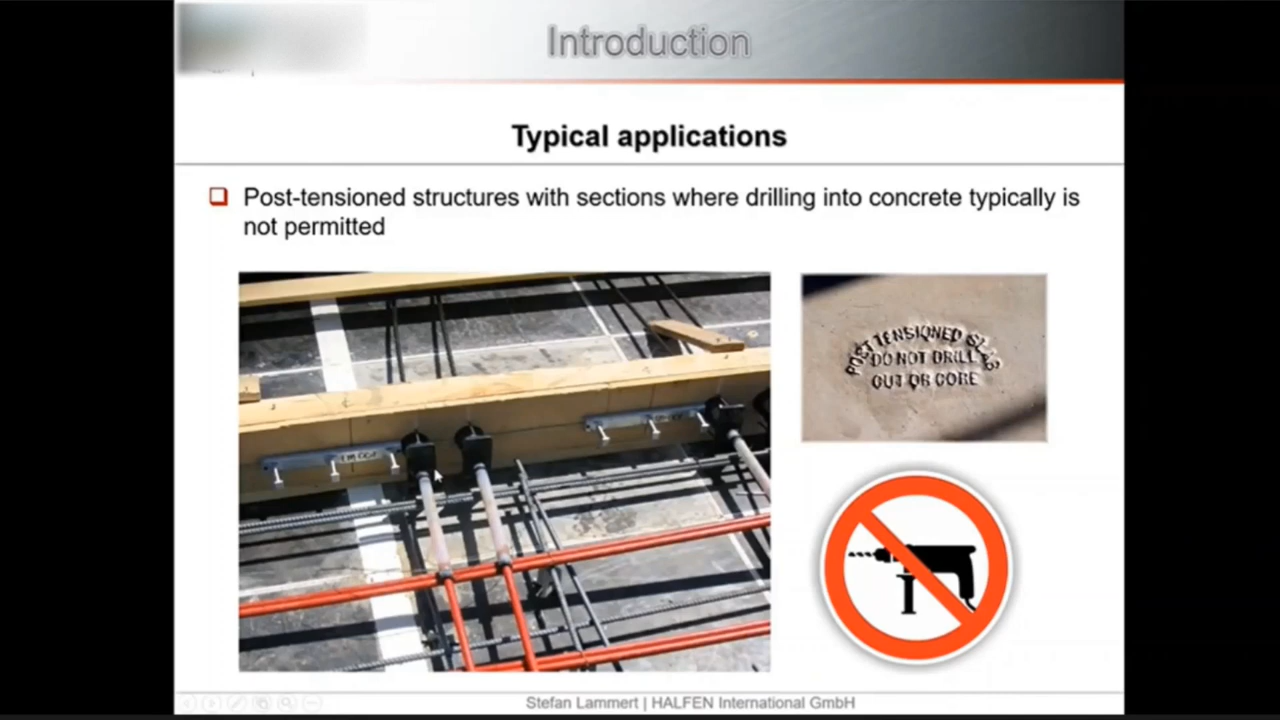 Introduction
Typical applications
Post-tensioned structures with sections where drilling into concrete typically is
not permitted
POST TENSIONED SLAB
DO NOT DRILL
CUT OR CORE
Stefan Lammert | HALFEN International GmbH